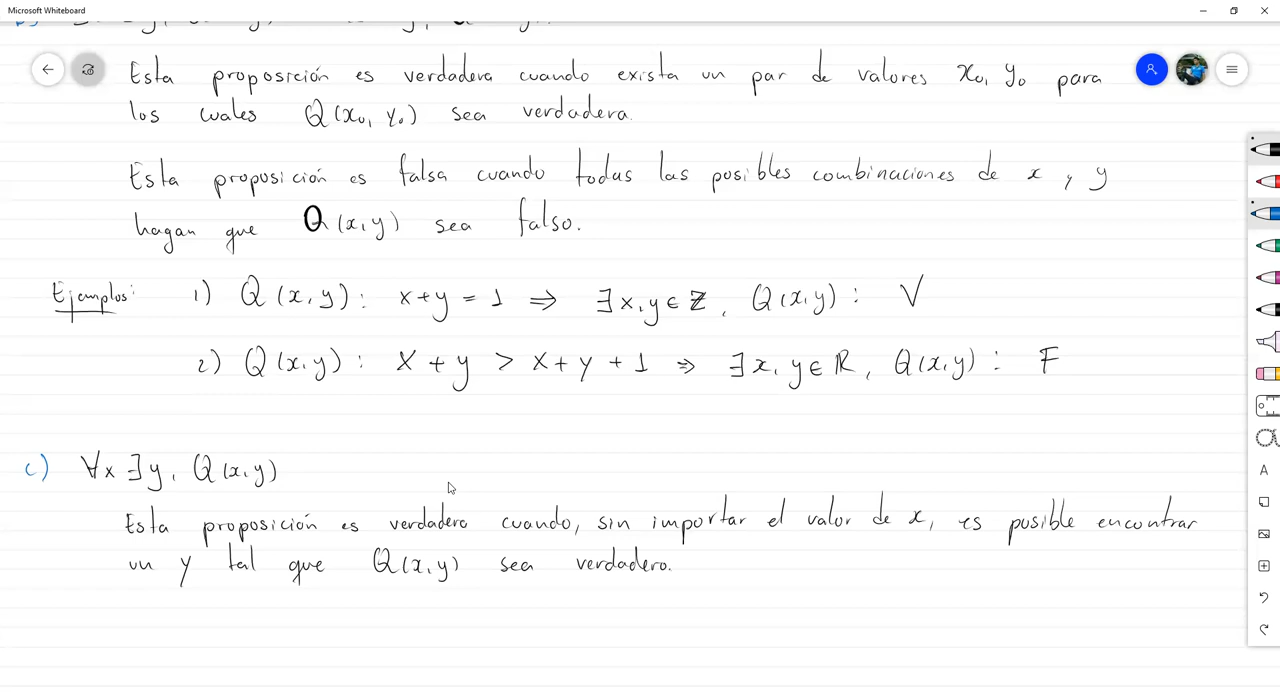 Microsoft Whiteboard
Esta proposición es verdadera cuando exista un par de valores x₀, y₀ para
los cuales Q(x₀, y₀) sea verdadera.
Esta proposición es falsa cuando todas las posibles combinaciones de x, y y
hagan que Q(x,y) sea falso.
Ejemplos: 1) Q(x,y): x+y = 1 ⇒ ∃x,y∈ℤ, Q(x,y): V
2) Q(x,y): x+y > x+y+1 ⇒ ∃x,y∈ℝ, Q(x,y): F
c) ∀x∃y, Q(x,y)
Esta proposición es verdadera cuando, sin importar el valor de x, es posible encontrar
un y tal que Q(x,y) sea verdadero.
A